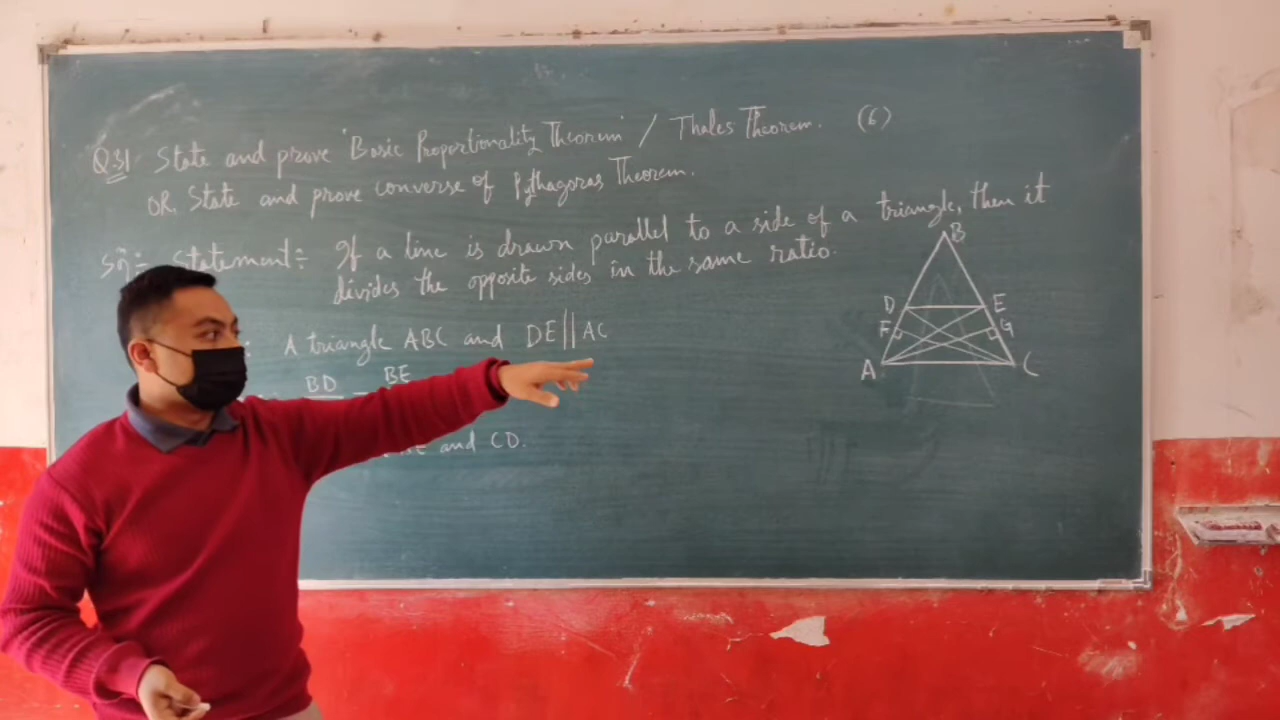 Q31 State and prove 'Basic Proportionality Theorem' / Thales Theorem. (6)
OR, State and prove converse of Pythagoras Theorem.
Sñ:- Statement:- If a line is drawn parallel to a side of a triangle, then it
divides the opposite sides in the same ratio.
: A triangle ABC and DE || AC
BD = BE
and CD.
B
D E
F G
A C